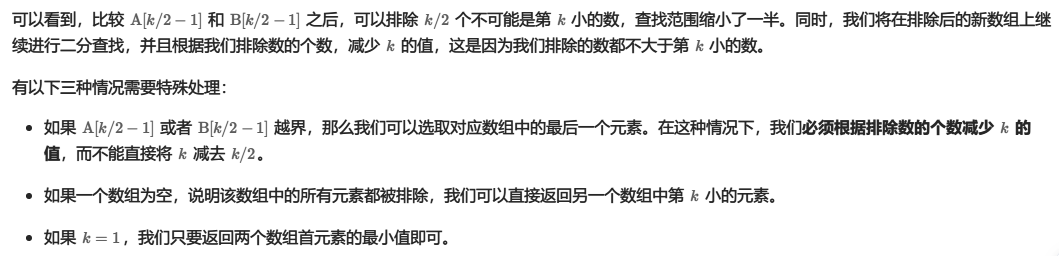 可以看到，比较 A[k/2 − 1] 和 B[k/2 − 1] 之后，可以排除 k/2 个不可能是第 k 小的数，查找范围缩小了一半。同时，我们将在排除后的新数组上继
续进行二分查找，并且根据我们排除数的个数，减少 k 的值，这是因为我们排除的数都不大于第 k 小的数。
有以下三种情况需要特殊处理：
• 如果 A[k/2 − 1] 或者 B[k/2 − 1] 越界，那么我们可以选取对应数组中的最后一个元素。在这种情况下，我们必须根据排除数的个数减少 k 的
值，而不能直接将 k 减去 k/2。
• 如果一个数组为空，说明该数组中的所有元素都被排除，我们可以直接返回另一个数组中第 k 小的元素。
• 如果 k = 1，我们只要返回两个数组首元素的最小值即可。